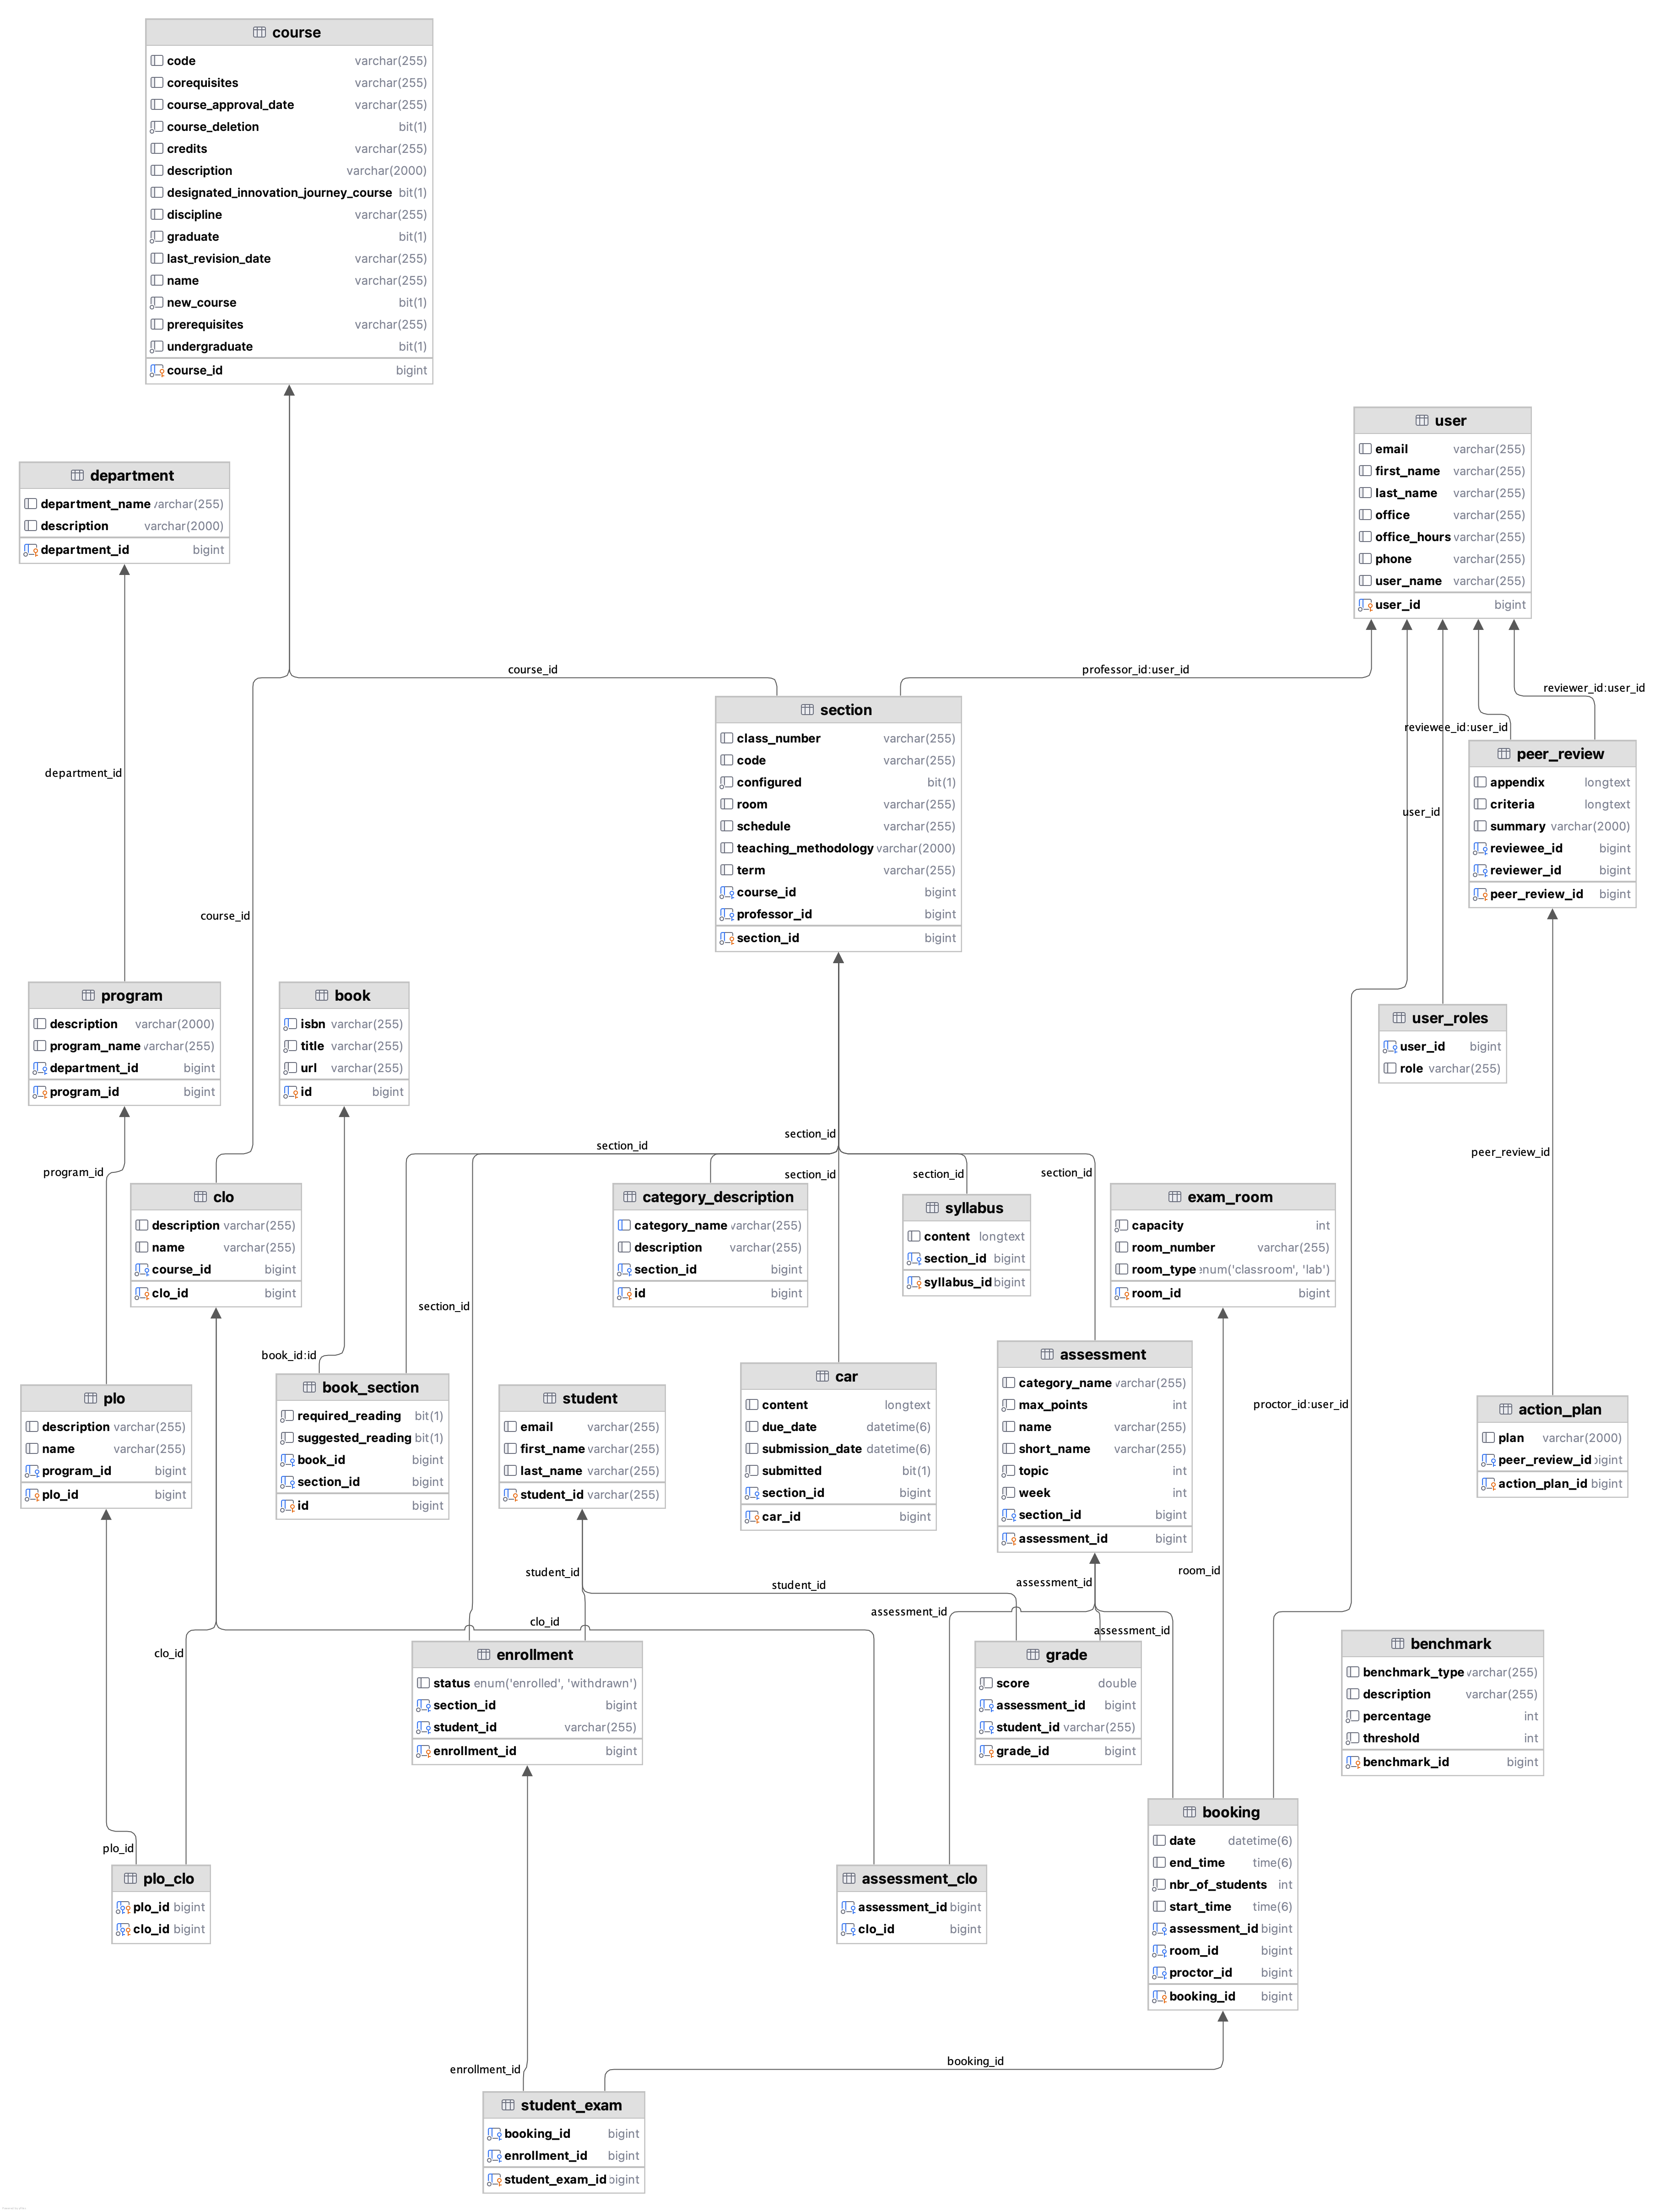 course
code varchar(255)
corequisites varchar(255)
course_approval_date varchar(255)
course_deletion bit(1)
credits varchar(255)
description varchar(2000)
designated_innovation_journey_course bit(1)
discipline varchar(255)
graduate bit(1)
last_revision_date varchar(255)
name varchar(255)
new_course bit(1)
prerequisites varchar(255)
undergraduate bit(1)
course_id bigint
user
email varchar(255)
first_name varchar(255)
last_name varchar(255)
office varchar(255)
office_hours varchar(255)
phone varchar(255)
user_name varchar(255)
user_id bigint
department
department_name varchar(255)
description varchar(2000)
department_id bigint
course_id
professor_id:user_id
reviewer_id:user_id
reviewee_id:user_id
section
class_number varchar(255)
code varchar(255)
configured bit(1)
room varchar(255)
schedule varchar(255)
teaching_methodology varchar(2000)
term varchar(255)
course_id bigint
professor_id bigint
section_id bigint
peer_review
appendix longtext
criteria longtext
summary varchar(2000)
reviewee_id bigint
reviewer_id bigint
peer_review_id bigint
department_id
user_id
course_id
program
description varchar(2000)
program_name varchar(255)
department_id bigint
program_id bigint
book
isbn varchar(255)
title varchar(255)
url varchar(255)
id bigint
user_roles
user_id bigint
role varchar(255)
section_id
section_id
section_id
section_id
section_id
program_id
peer_review_id
clo
description varchar(255)
name varchar(255)
course_id bigint
clo_id bigint
category_description
category_name varchar(255)
description varchar(255)
section_id bigint
id bigint
syllabus
content longtext
section_id bigint
syllabus_id bigint
exam_room
capacity int
room_number varchar(255)
room_type enum('classroom', 'lab')
room_id bigint
section_id
book_id:id
proctor_id:user_id
plo
description varchar(255)
name varchar(255)
program_id bigint
plo_id bigint
book_section
required_reading bit(1)
suggested_reading bit(1)
book_id bigint
section_id bigint
id bigint
student
email varchar(255)
first_name varchar(255)
last_name varchar(255)
student_id varchar(255)
car
content longtext
due_date datetime(6)
submission_date datetime(6)
submitted bit(1)
section_id bigint
car_id bigint
assessment
category_name varchar(255)
max_points int
name varchar(255)
short_name varchar(255)
topic int
week int
section_id bigint
assessment_id bigint
action_plan
plan varchar(2000)
peer_review_id bigint
action_plan_id bigint
student_id
student_id
assessment_id
room_id
assessment_id
clo_id
assessment_id
clo_id
enrollment
status enum('enrolled', 'withdrawn')
section_id bigint
student_id varchar(255)
enrollment_id bigint
grade
score double
assessment_id bigint
student_id varchar(255)
grade_id bigint
benchmark
benchmark_type varchar(255)
description varchar(255)
percentage int
threshold int
benchmark_id bigint
booking
date datetime(6)
end_time time(6)
nbr_of_students int
start_time time(6)
assessment_id bigint
room_id bigint
proctor_id bigint
booking_id bigint
plo_id
plo_clo
plo_id bigint
clo_id bigint
assessment_clo
assessment_id bigint
clo_id bigint
enrollment_id
booking_id
student_exam
booking_id bigint
enrollment_id bigint
student_exam_id bigint